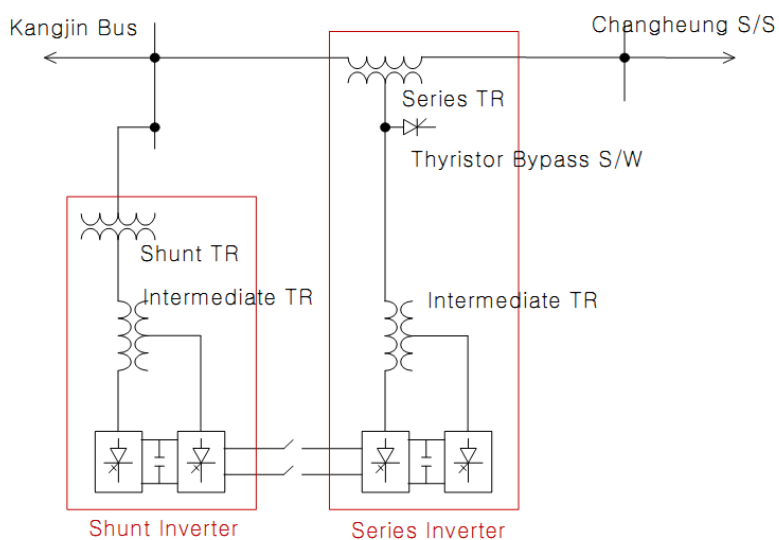 Kangjin Bus
Changheung S/S
Series TR
Thyristor Bypass S/W
Shunt TR
Intermediate TR
Intermediate TR
Shunt Inverter
Series Inverter